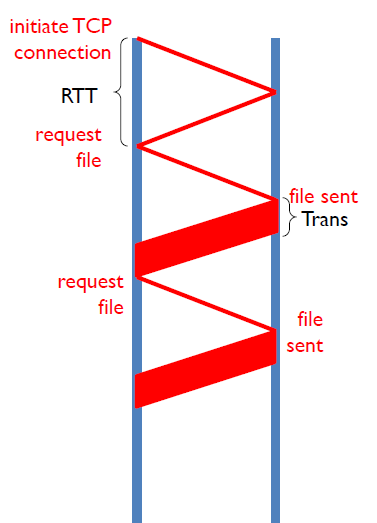 initiate TCP
connection
RTT
request
file
file sent
Trans
request
file
file
sent